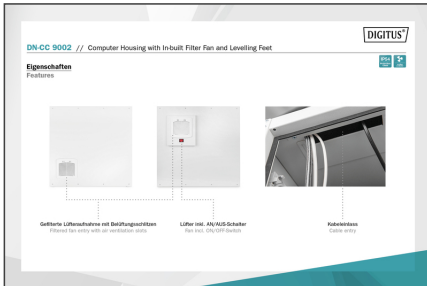 DIGITUS®
DN-CC 9002 // Computer Housing with In-built Filter Fan and Levelling Feet
Eigenschaften
Features
IP54
Gefilterte Lüfteraufnahme mit Belüftungsschlitzen
Filtered fan entry with air ventilation slots
Lüfter inkl. AN/AUS-Schalter
Fan incl. ON/OFF Switch
Kabeleinlass
Cable entry